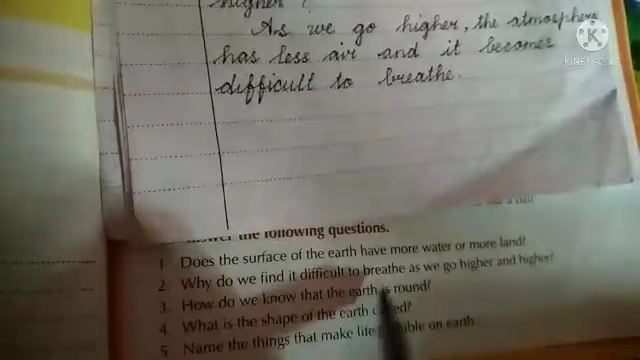 higher?
As we go higher, the atmosphere
has less air and it becomes
difficult to breathe.
KINEMASTER
the following questions.
1. Does the surface of the earth have more water or more land?
2. Why do we find it difficult to breathe as we go higher and higher?
3. How do we know that the earth is round?
4. What is the shape of the earth
5. Name the things that make life on earth